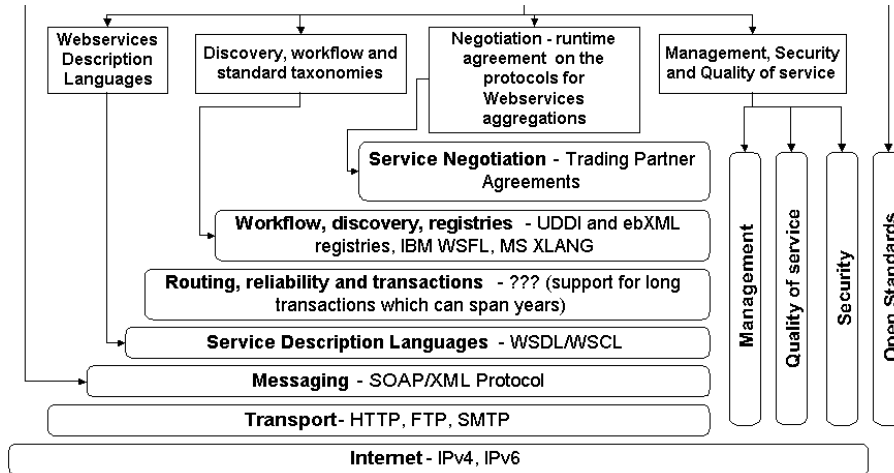 Webservices
Description
Languages
Discovery, workflow and
standard taxonomies
Negotiation - runtime
agreement on the
protocols for
Webservices
aggregations
Management, Security
and Quality of service
Service Negotiation - Trading Partner
Agreements
Workflow, discovery, registries - UDDI and ebXML
registries, IBM WSFL, MS XLANG
Routing, reliability and transactions - ??? (support for long
transactions which can span years)
Service Description Languages - WSDL/WSCL
Messaging - SOAP/XML Protocol
Transport- HTTP, FTP, SMTP
Internet - IPv4, IPv6
Management
Quality of service
Security
Open Standards